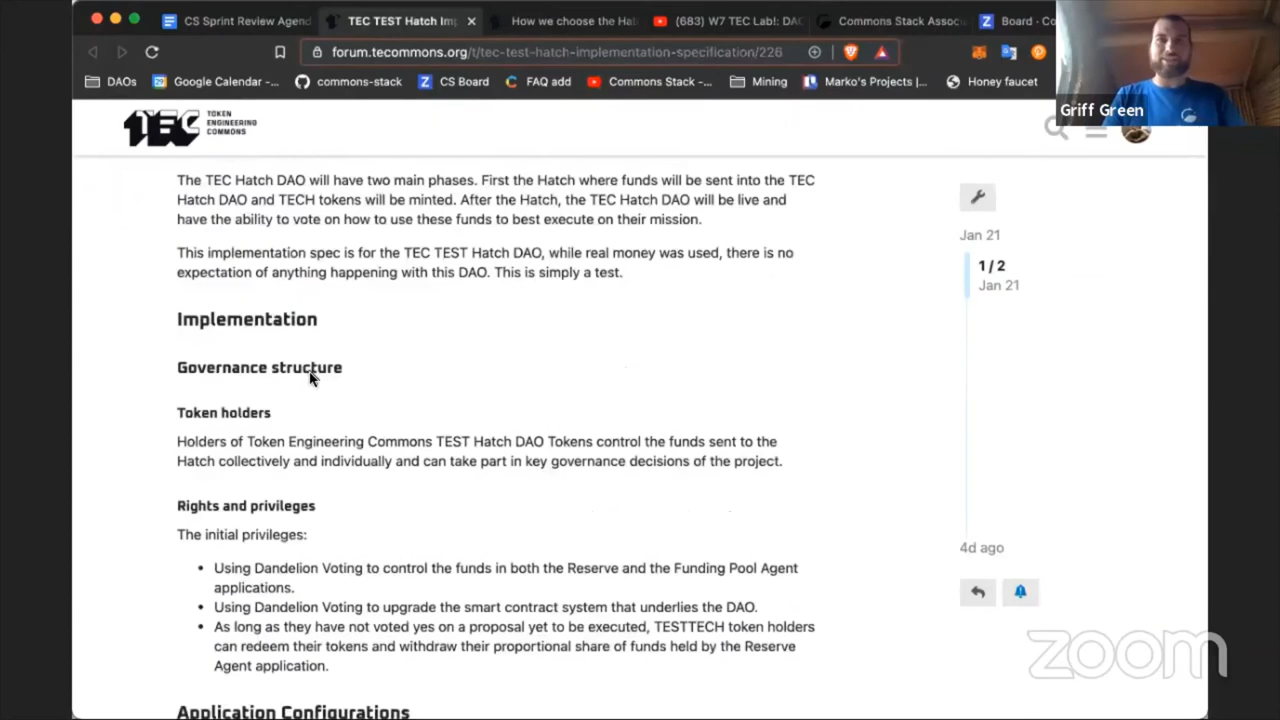 CS Sprint Review Agend
TEC TEST Hatch Im
How we choose the Hat
(683) W7 TEC Lab!: DAO
Commons Stack Assoc
Board - Co
forum.tecommons.org/t/tec-test-hatch-implementation-specification/226
DAOs
Google Calendar -...
commons-stack
CS Board
FAQ add
Commons Stack -...
Mining
Marko's Projects |...
Honey faucet
Griff Green
TEC
TOKEN
ENGINEERING
COMMONS
The TEC Hatch DAO will have two main phases. First the Hatch where funds will be sent into the TEC
Hatch DAO and TECH tokens will be minted. After the Hatch, the TEC Hatch DAO will be live and
have the ability to vote on how to use these funds to best execute on their mission.
This implementation spec is for the TEC TEST Hatch DAO, while real money was used, there is no
expectation of anything happening with this DAO. This is simply a test.
Implementation
Governance structure
Token holders
Holders of Token Engineering Commons TEST Hatch DAO Tokens control the funds sent to the
Hatch collectively and individually and can take part in key governance decisions of the project.
Rights and privileges
The initial privileges:
• Using Dandelion Voting to control the funds in both the Reserve and the Funding Pool Agent
applications.
• Using Dandelion Voting to upgrade the smart contract system that underlies the DAO.
• As long as they have not voted yes on a proposal yet to be executed, TESTTECH token holders
can redeem their tokens and withdraw their proportional share of funds held by the Reserve
Agent application.
Application Configurations
Jan 21
1 / 2
Jan 21
4d ago
zoom